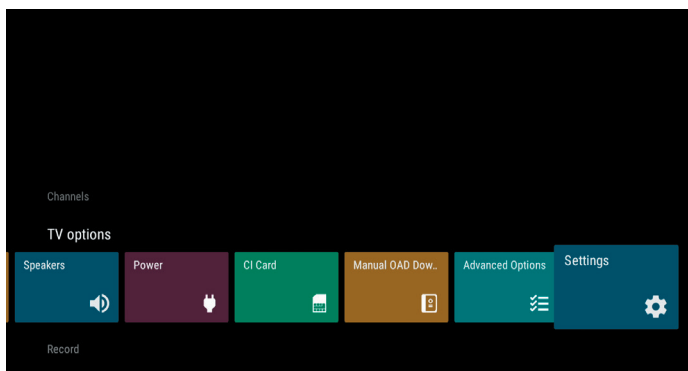 Channels
TV options
Speakers
Power
CI Card
Manual OAD Dow..
Advanced Options
Settings
Record